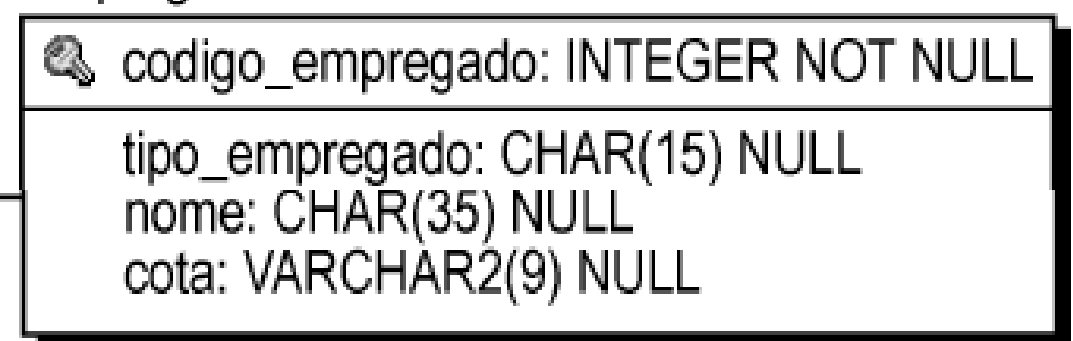 codigo_empregado: INTEGER NOT NULL
tipo_empregado: CHAR(15) NULL
nome: CHAR(35) NULL
cota: VARCHAR2(9) NULL